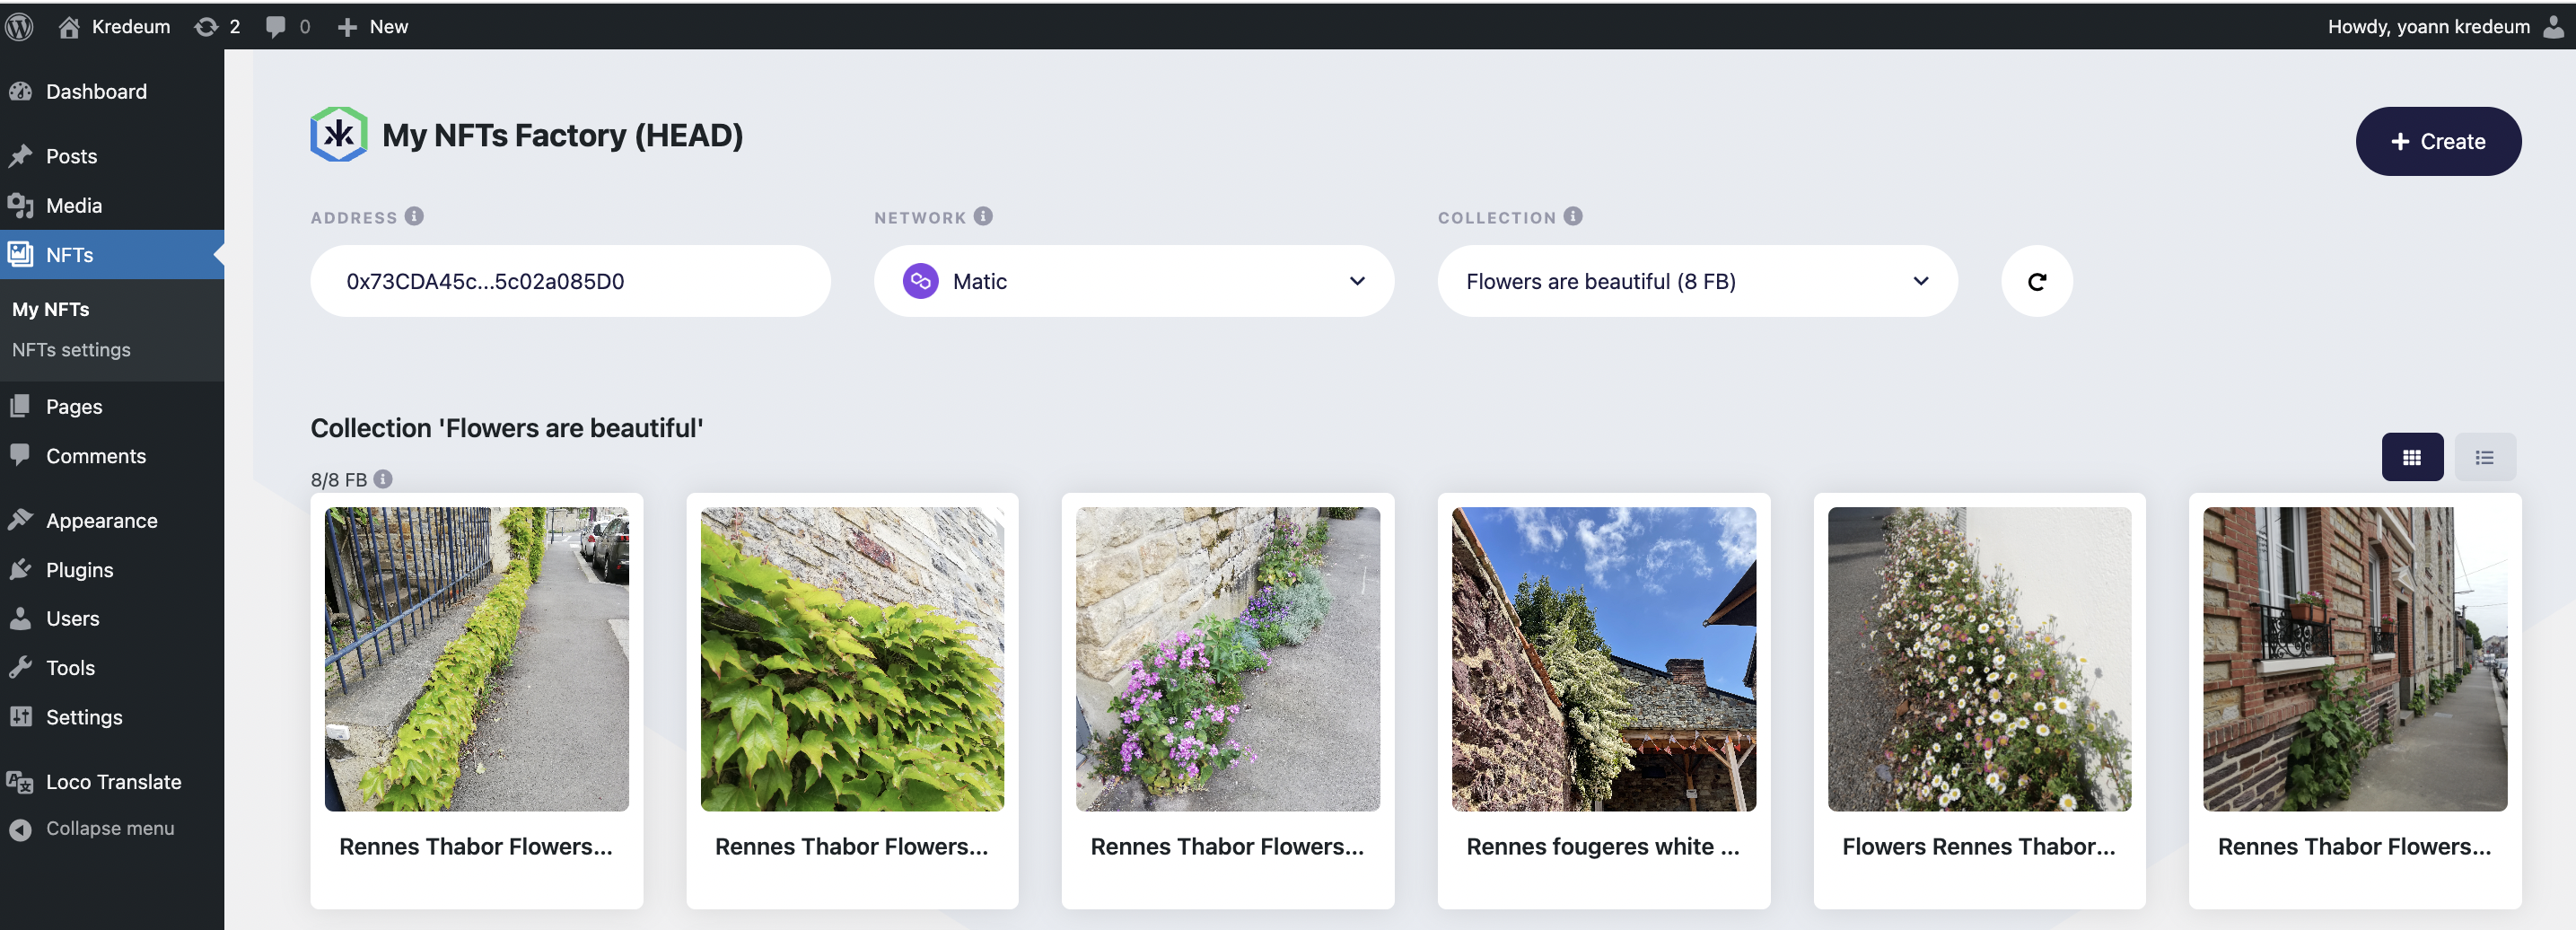 Kredeum 2 0 New Howdy, yoann kredeum
Dashboard
Posts
Media
NFTs
My NFTs
NFTs settings
Pages
Comments
Appearance
Plugins
Users
Tools
Settings
Loco Translate
Collapse menu
My NFTs Factory (HEAD)
Create
ADDRESS NETWORK COLLECTION
0x73CDA45c...5c02a085D0 Matic Flowers are beautiful (8 FB)
Collection 'Flowers are beautiful'
8/8 FB
Rennes Thabor Flowers... Rennes Thabor Flowers... Rennes Thabor Flowers... Rennes fougeres white ... Flowers Rennes Thabor... Rennes Thabor Flowers...